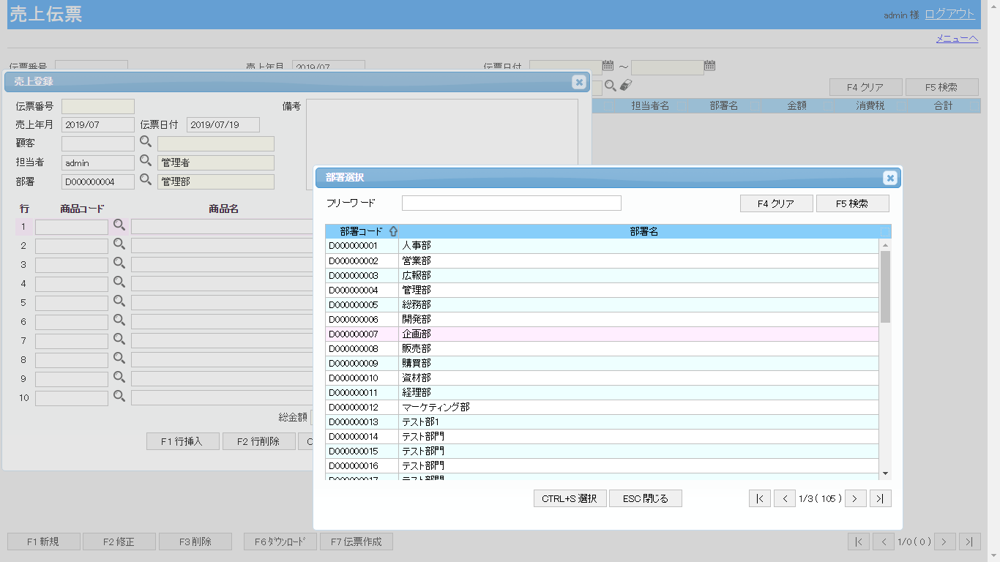 売上伝票
admin 様 ログアウト
メニューへ
伝票番号 売上年月 2019/07 伝票日付 ～
F4 クリア F5 検索
担当者名 部署名 金額 消費税 合計
売上登録
伝票番号 備考
売上年月 2019/07 伝票日付 2019/07/19
顧客
担当者 admin 管理者
部署 D000000004 管理部
行 商品コード 商品名
1
2
3
4
5
6
7
8
9
10
総金額
F1 行挿入 F2 行削除
部署選択
フリーワード F4 クリア F5 検索
部署コード 部署名
D000000001 人事部
D000000002 営業部
D000000003 広報部
D000000004 管理部
D000000005 総務部
D000000006 開発部
D000000007 企画部
D000000008 販売部
D000000009 購買部
D000000010 資材部
D000000011 経理部
D000000012 マーケティング部
D000000013 テスト部1
D000000014 テスト部門
D000000015 テスト部門
D000000016 テスト部門
D000000017 テスト部門
CTRL+S 選択 ESC 閉じる |< < 1/3 ( 105 ) > >|
F1 新規 F2 修正 F3 削除 F6 ﾀﾞｳﾝﾛｰﾄﾞ F7 伝票作成 |< < 1/0 ( 0 ) > >|